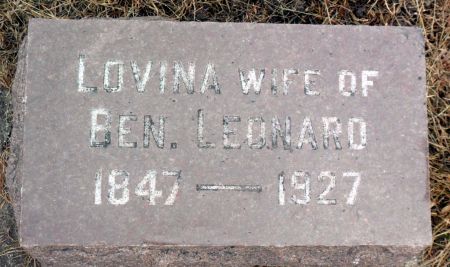 LOVINA WIFE OF
BEN. LEONARD
1847 — 1927